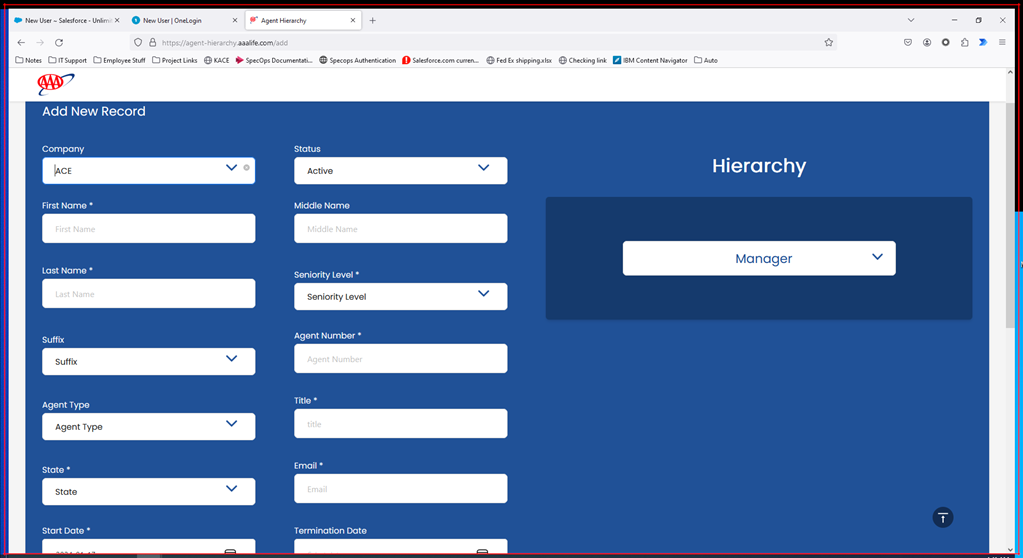 New User ~ Salesforce - Unlimit
New User | OneLogin
Agent Hierarchy
https://agent-hierarchy.aaalife.com/add
Notes
IT Support
Employee Stuff
Project Links
KACE
SpecOps Documentati...
Specops Authentication
Salesforce.com curren...
Fed Ex shipping.xlsx
Checking link
IBM Content Navigator
Auto
AAA
Add New Record
Company
Status
ACE
Active
Hierarchy
First Name *
Middle Name
First Name
Middle Name
Manager
Last Name *
Seniority Level *
Last Name
Seniority Level
Suffix
Agent Number *
Suffix
Agent Number
Agent Type
Title *
Agent Type
title
State *
Email *
State
Email
Start Date *
Termination Date